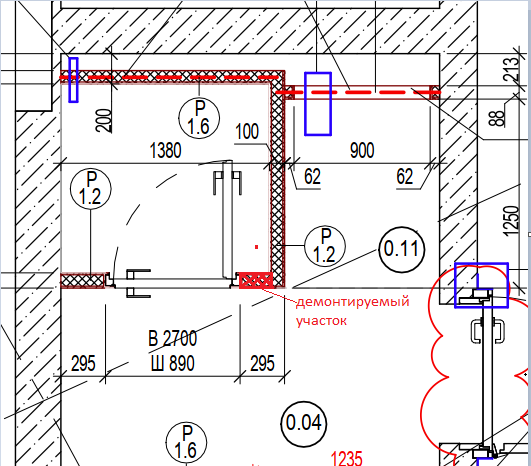 213
P
1.6
200
88
100
1380
62
900
62
P
1.2
1250
P
1.2
0.11
демонтируемый
участок
В 2700
295
Ш 890
295
0.04
P
1.6
1235